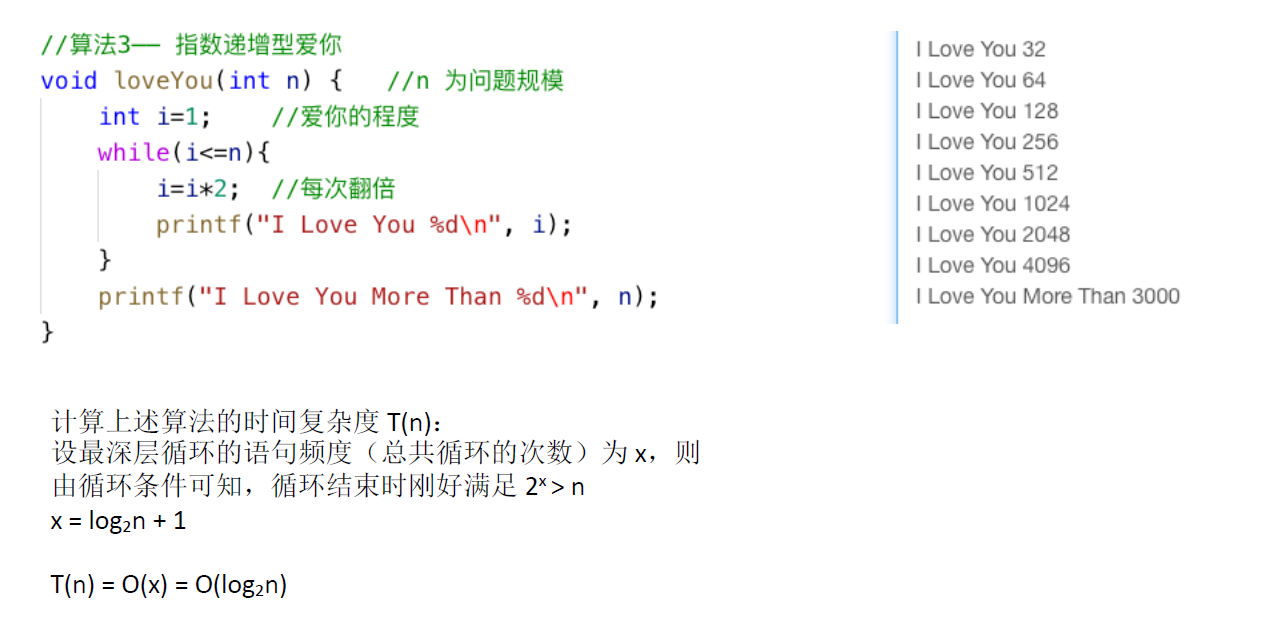 //算法3—— 指数递增型爱你
void loveYou(int n) {   //n 为问题规模
    int i=1;    //爱你的程度
    while(i<=n){
        i=i*2;  //每次翻倍
        printf("I Love You %d\n", i);
    }
    printf("I Love You More Than %d\n", n);
}
I Love You 32
I Love You 64
I Love You 128
I Love You 256
I Love You 512
I Love You 1024
I Love You 2048
I Love You 4096
I Love You More Than 3000
计算上述算法的时间复杂度 T(n)：
设最深层循环的语句频度（总共循环的次数）为 x，则
由循环条件可知，循环结束时刚好满足 2ˣ > n
x = log₂n + 1
T(n) = O(x) = O(log₂n)